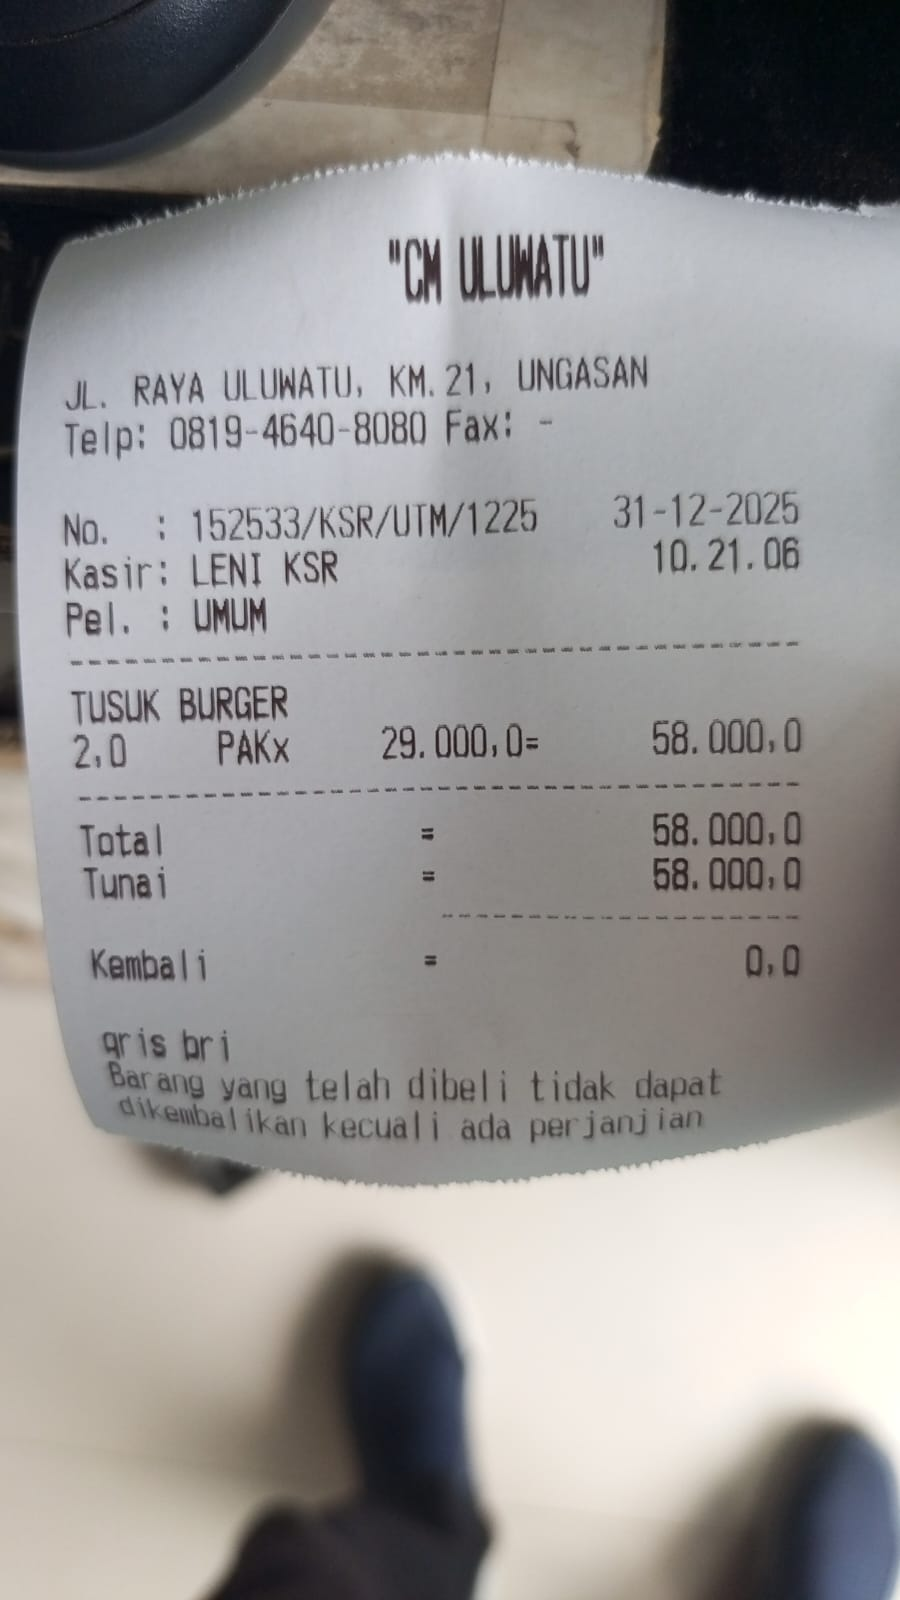 "CM ULUWATU"
JL. RAYA ULUWATU, KM.21, UNGASAN
Telp: 0819-4640-8080 Fax: -
No. : 152533/KSR/UTM/1225 31-12-2025
Kasir: LENI KSR 10.21.06
Pel. : UMUM
TUSUK BURGER
2,0 PAKx 29.000,0= 58.000,0
Total = 58.000,0
Tunai = 58.000,0
Kembali = 0,0
qris bri
Barang yang telah dibeli tidak dapat
dikembalikan kecuali ada perjanjian